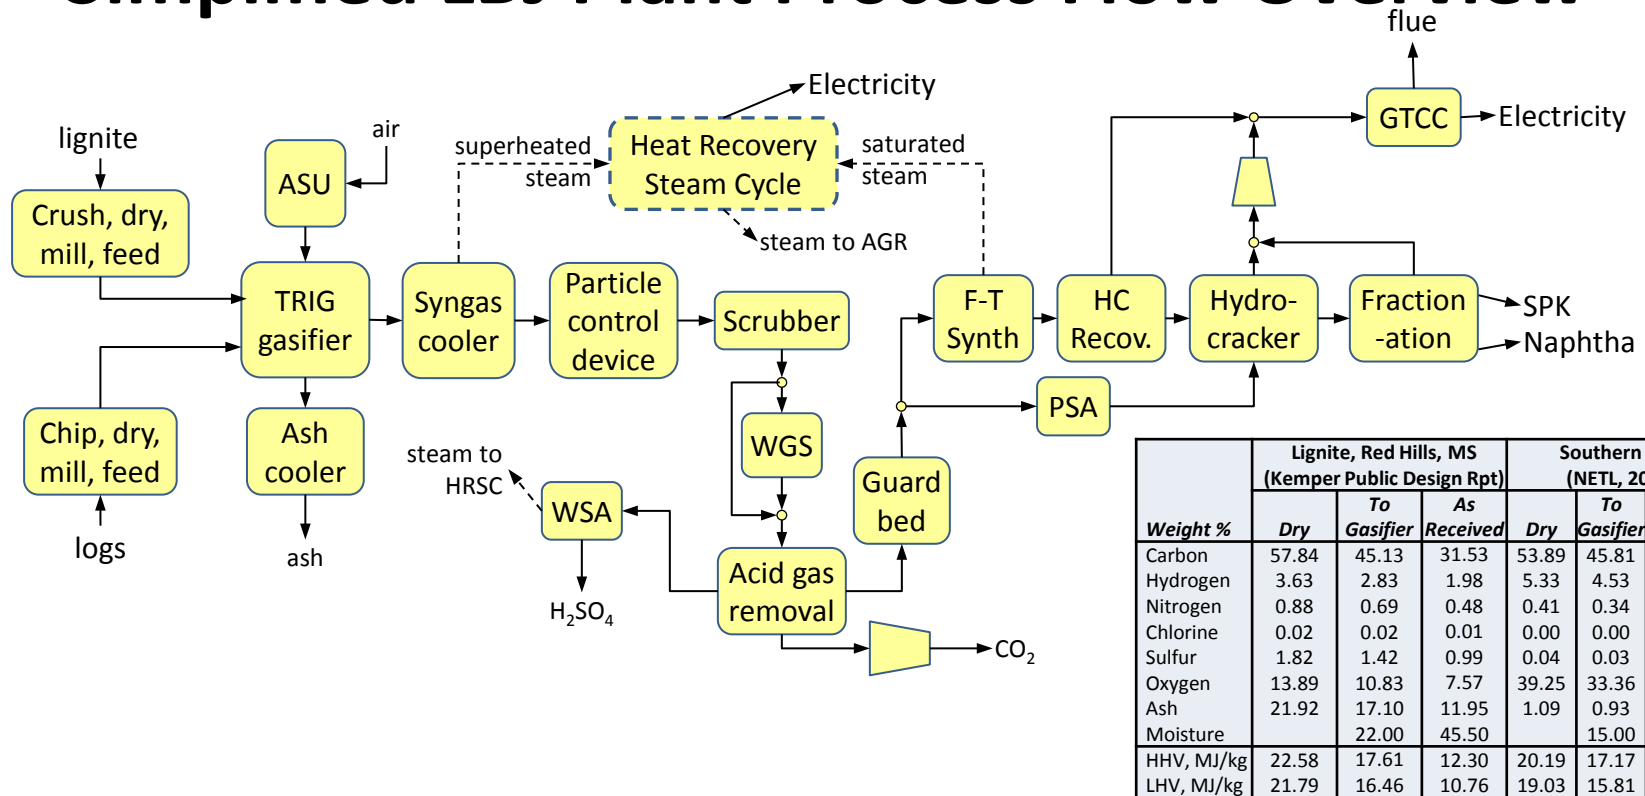 Simplified LBJ Plant Process Flow Overview
flue
Electricity
GTCC
Electricity
air
lignite
superheated
steam
Heat Recovery
Steam Cycle
saturated
steam
ASU
Crush, dry,
mill, feed
steam to AGR
TRIG
gasifier
Syngas
cooler
Particle
control
device
Scrubber
F-T
Synth
HC
Recov.
Hydro-
cracker
Fraction
-ation
SPK
Naphtha
Chip, dry,
mill, feed
Ash
cooler
PSA
WGS
steam to
HRSC
WSA
Guard
bed
logs
ash
Acid gas
removal
H2SO4
CO2
Lignite, Red Hills, MS Southern
(Kemper Public Design Rpt) (NETL, 20
Weight % Dry To Gasifier As Received Dry To Gasifier
Carbon 57.84 45.13 31.53 53.89 45.81
Hydrogen 3.63 2.83 1.98 5.33 4.53
Nitrogen 0.88 0.69 0.48 0.41 0.34
Chlorine 0.02 0.02 0.01 0.00 0.00
Sulfur 1.82 1.42 0.99 0.04 0.03
Oxygen 13.89 10.83 7.57 39.25 33.36
Ash 21.92 17.10 11.95 1.09 0.93
Moisture 22.00 45.50 15.00
HHV, MJ/kg 22.58 17.61 12.30 20.19 17.17
LHV, MJ/kg 21.79 16.46 10.76 19.03 15.81